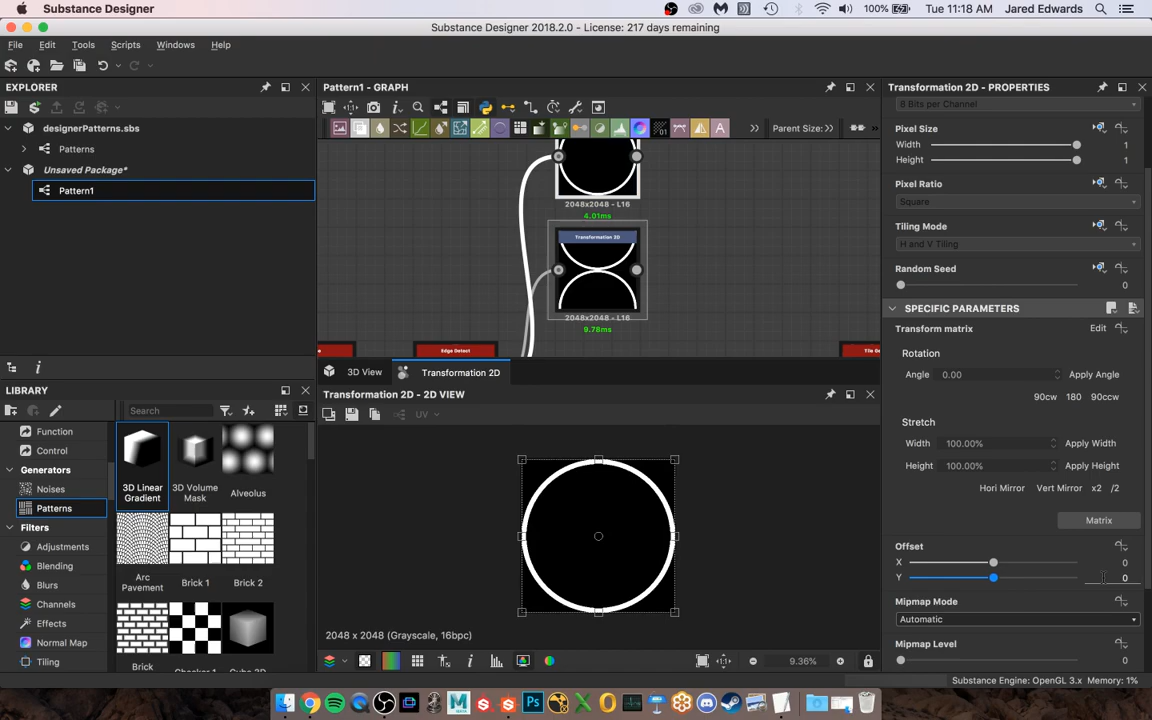 Substance Designer
100%
Tue 11:18 AM
Jared Edwards
Substance Designer 2018.2.0 - License: 217 days remaining
File
Edit
Tools
Scripts
Windows
Help
EXPLORER
designerPatterns.sbs
Patterns
Unsaved Package*
Pattern1
LIBRARY
Search
Function
Control
Generators
Noises
Patterns
Filters
Adjustments
Blending
Blurs
Channels
Effects
Normal Map
Tiling
3D Linear Gradient
3D Volume Mask
Alveolus
Arc Pavement
Brick 1
Brick 2
Brick
Pattern1 - GRAPH
Parent Size:
2048x2048 - L16
4.01ms
Transformation 2D
2048x2048 - L16
9.78ms
Edge Detect
3D View
Transformation 2D
Transformation 2D - 2D VIEW
UV
2048 x 2048 (Grayscale, 16bpc)
9.36%
Transformation 2D - PROPERTIES
8 Bits per Channel
Pixel Size
Width 1
Height 1
Pixel Ratio
Square
Tiling Mode
H and V Tiling
Random Seed
0
SPECIFIC PARAMETERS
Transform matrix
Edit
Rotation
Angle 0.00 Apply Angle
90cw 180 90ccw
Stretch
Width 100.00% Apply Width
Height 100.00% Apply Height
Hori Mirror Vert Mirror x2 /2
Matrix
Offset
X 0
Y 0
Mipmap Mode
Automatic
Mipmap Level
0
Substance Engine: OpenGL 3.x Memory: 1%